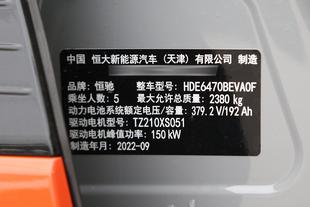 中国 恒大新能源汽车 (天津) 有限公司 制造
品牌: 恒驰 整车型号: HDE6470BEVA0F
乘坐人数: 5 最大允许总质量: 2380 kg
动力电池系统额定电压/容量: 379.2 V/192 Ah
驱动电机型号: TZ210XS051
驱动电机峰值功率: 150 kW
制造年月: 2022-09